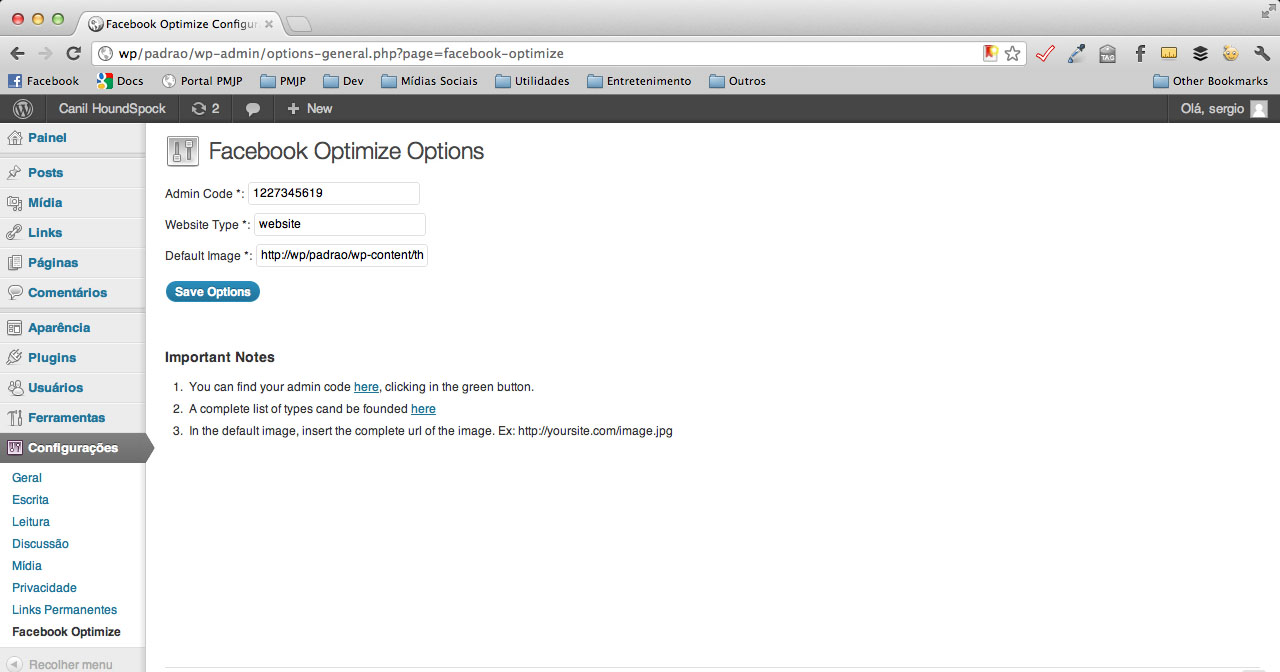 Facebook Optimize Configur
wp/padrao/wp-admin/options-general.php?page=facebook-optimize
TAG
Facebook Docs Portal PMJP PMJP Dev Mídias Sociais Utilidades Entretenimento Outros Other Bookmarks
Canil HoundSpock 2 New Olá, sergio
Painel
Posts
Mídia
Links
Páginas
Comentários
Aparência
Plugins
Usuários
Ferramentas
Configurações
Geral
Escrita
Leitura
Discussão
Mídia
Privacidade
Links Permanentes
Facebook Optimize
Recolher menu
Facebook Optimize Options
Admin Code *: 1227345619
Website Type *: website
Default Image *: http://wp/padrao/wp-content/th
Save Options
Important Notes
1. You can find your admin code here, clicking in the green button.
2. A complete list of types cand be founded here
3. In the default image, insert the complete url of the image. Ex: http://yoursite.com/image.jpg